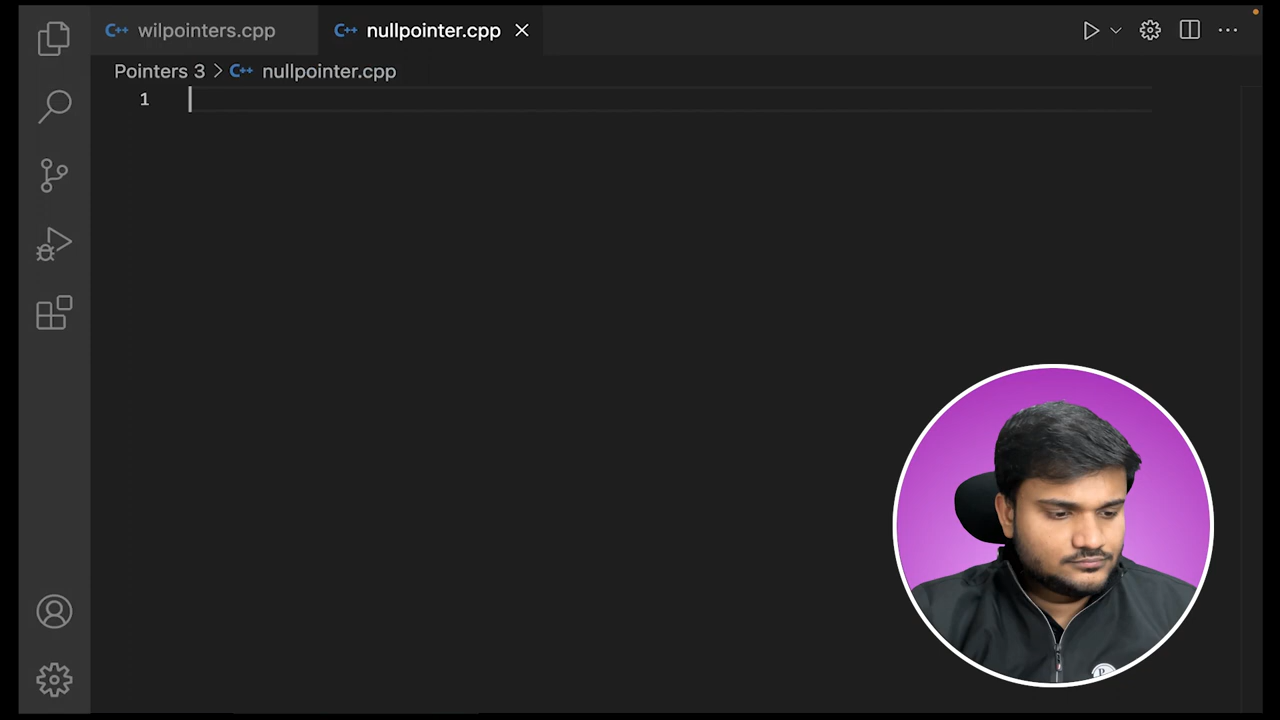 C++ wilpointers.cpp C++ nullpointer.cpp
Pointers 3 > C++ nullpointer.cpp
1